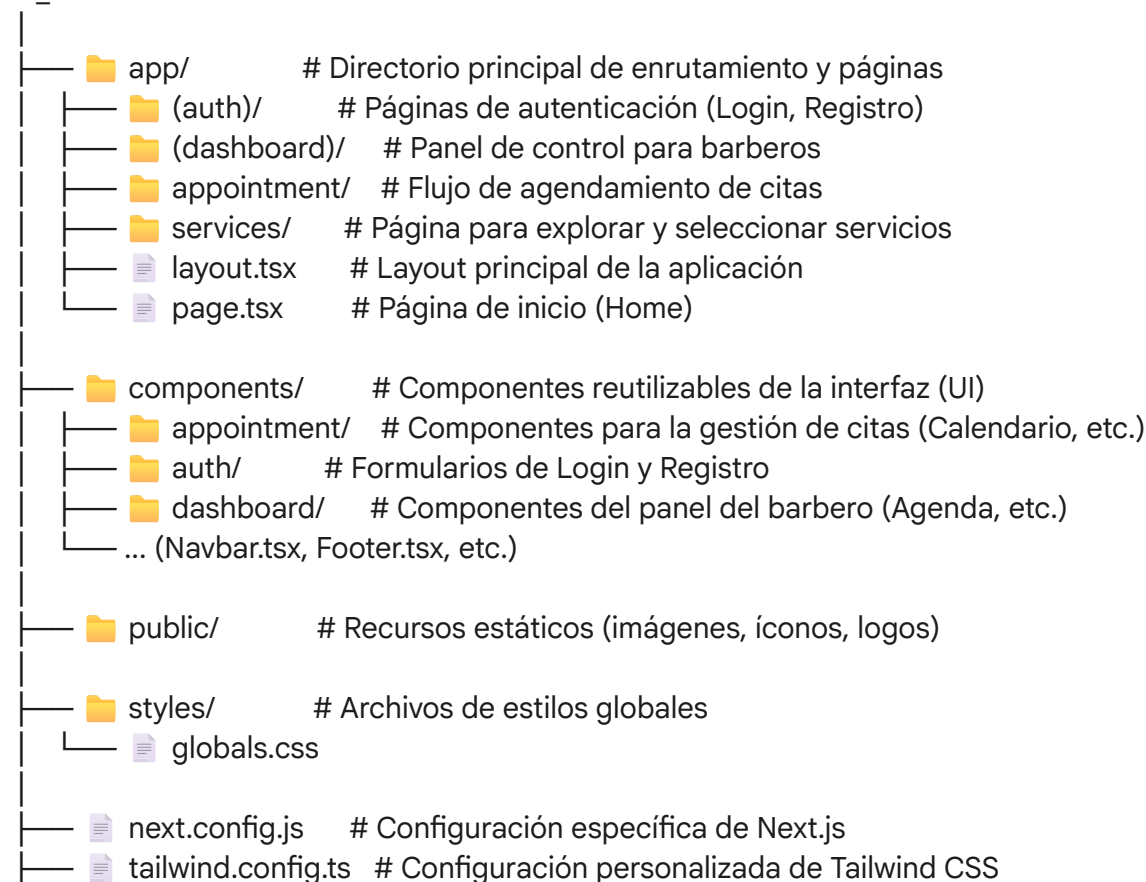 │
├── 📁 app/ # Directorio principal de enrutamiento y páginas
│ ├── 📁 (auth)/ # Páginas de autenticación (Login, Registro)
│ ├── 📁 (dashboard)/ # Panel de control para barberos
│ ├── 📁 appointment/ # Flujo de agendamiento de citas
│ ├── 📁 services/ # Página para explorar y seleccionar servicios
│ ├── 📄 layout.tsx # Layout principal de la aplicación
│ └── 📄 page.tsx # Página de inicio (Home)
│
├── 📁 components/ # Componentes reutilizables de la interfaz (UI)
│ ├── 📁 appointment/ # Componentes para la gestión de citas (Calendario, etc.)
│ ├── 📁 auth/ # Formularios de Login y Registro
│ ├── 📁 dashboard/ # Componentes del panel del barbero (Agenda, etc.)
│ └── ... (Navbar.tsx, Footer.tsx, etc.)
│
├── 📁 public/ # Recursos estáticos (imágenes, íconos, logos)
│
├── 📁 styles/ # Archivos de estilos globales
│ └── 📄 globals.css
│
├── 📄 next.config.js # Configuración específica de Next.js
├── 📄 tailwind.config.ts # Configuración personalizada de Tailwind CSS